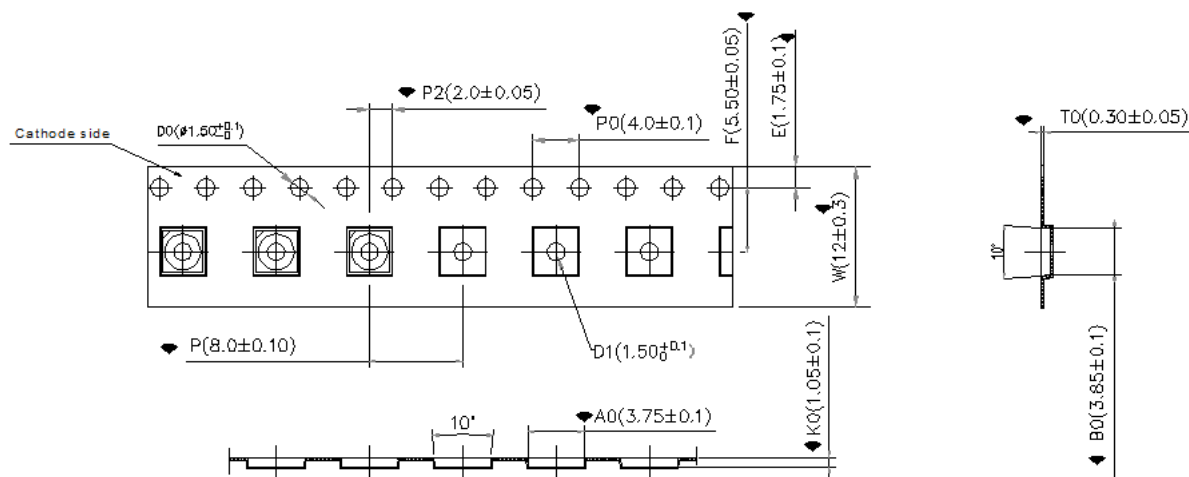 P2(2.0±0.05)
F(5.50±0.05)
E(1.75±0.1)
T0(0.30±0.05)
Cathode side
D0(ø1.50+0.1 0)
P0(4.0±0.1)
W(12±0.3)
10°
P(8.0±0.10)
D1(1.50+0.1 0)
K0(1.05±0.1)
B0(3.85±0.1)
10°
A0(3.75±0.1)